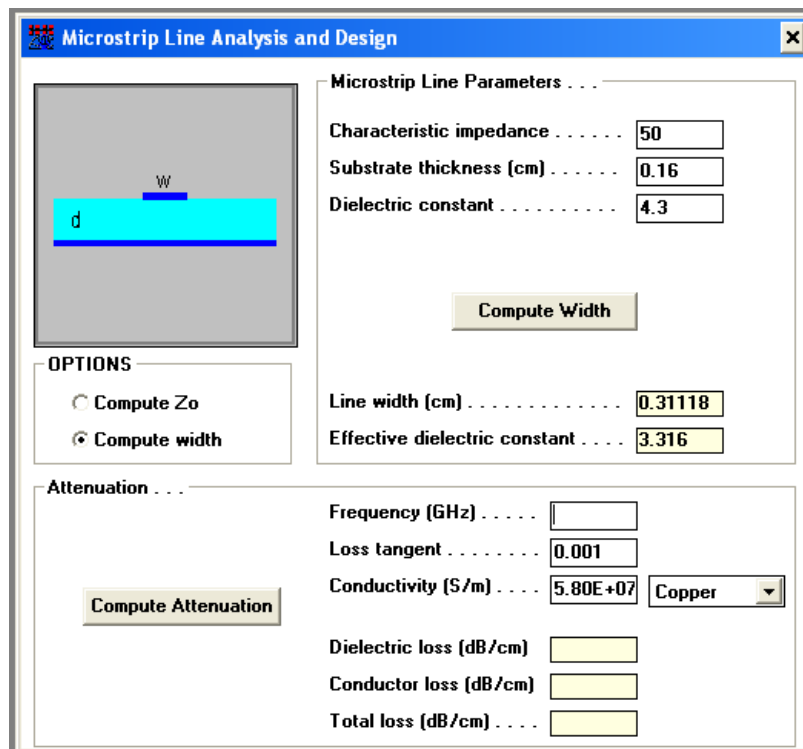 Microstrip Line Analysis and Design
W
d
Microstrip Line Parameters . . .
Characteristic impedance . . . . . . 50
Substrate thickness (cm) . . . . . . 0.16
Dielectric constant . . . . . . . . . . 4.3
Compute Width
OPTIONS
Compute Zo
Compute width
Line width (cm) . . . . . . . . . . . . . 0.31118
Effective dielectric constant . . . . 3.316
Attenuation . . .
Frequency (GHz) . . . . .
Loss tangent . . . . . . . . 0.001
Conductivity (S/m) . . . . 5.80E+07 Copper
Compute Attenuation
Dielectric loss (dB/cm)
Conductor loss (dB/cm)
Total loss (dB/cm) . . . .